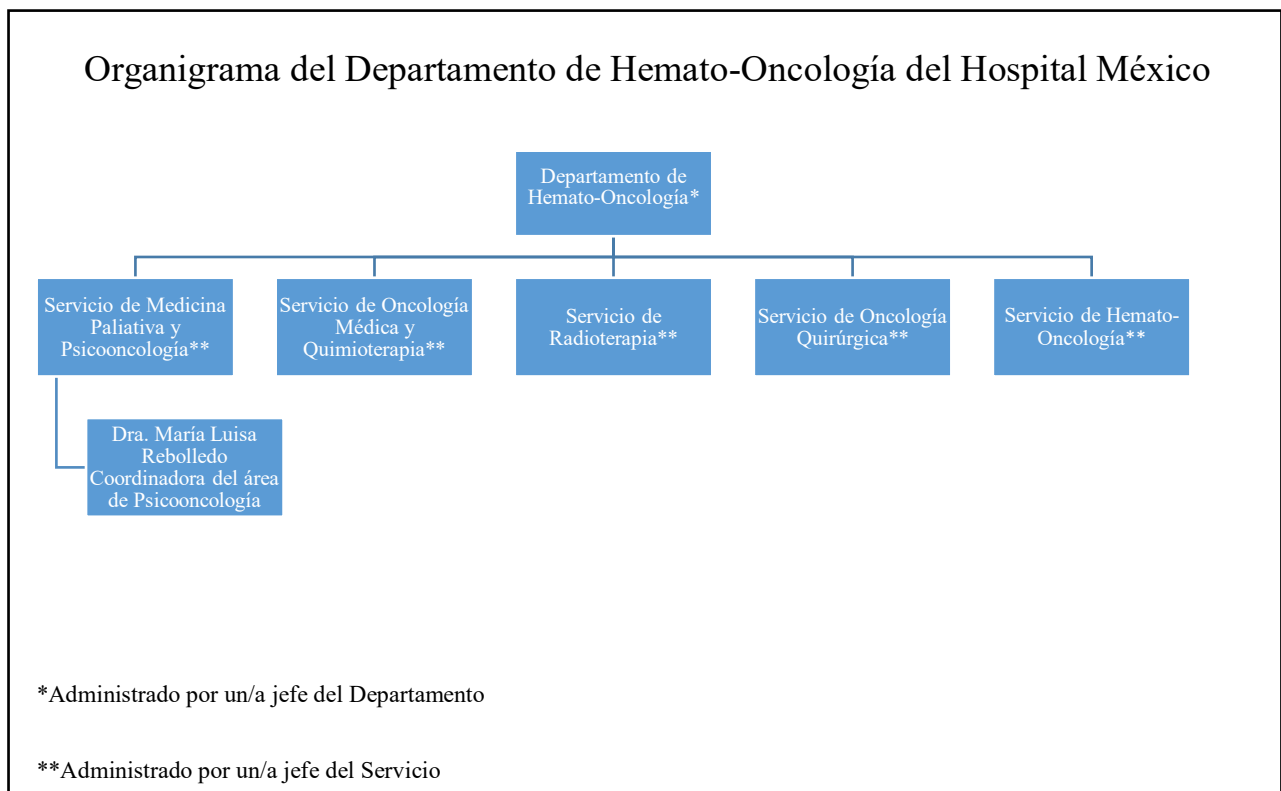 Organigrama del Departamento de Hemato-Oncología del Hospital México
Departamento de
Hemato-Oncología*
Servicio de Medicina
Paliativa y
Psicooncología**
Servicio de Oncología
Médica y
Quimioterapia**
Servicio de
Radioterapia**
Servicio de Oncología
Quirúrgica**
Servicio de Hemato-
Oncología**
Dra. María Luisa
Rebolledo
Coordinadora del área
de Psicooncología
*Administrado por un/a jefe del Departamento
**Administrado por un/a jefe del Servicio